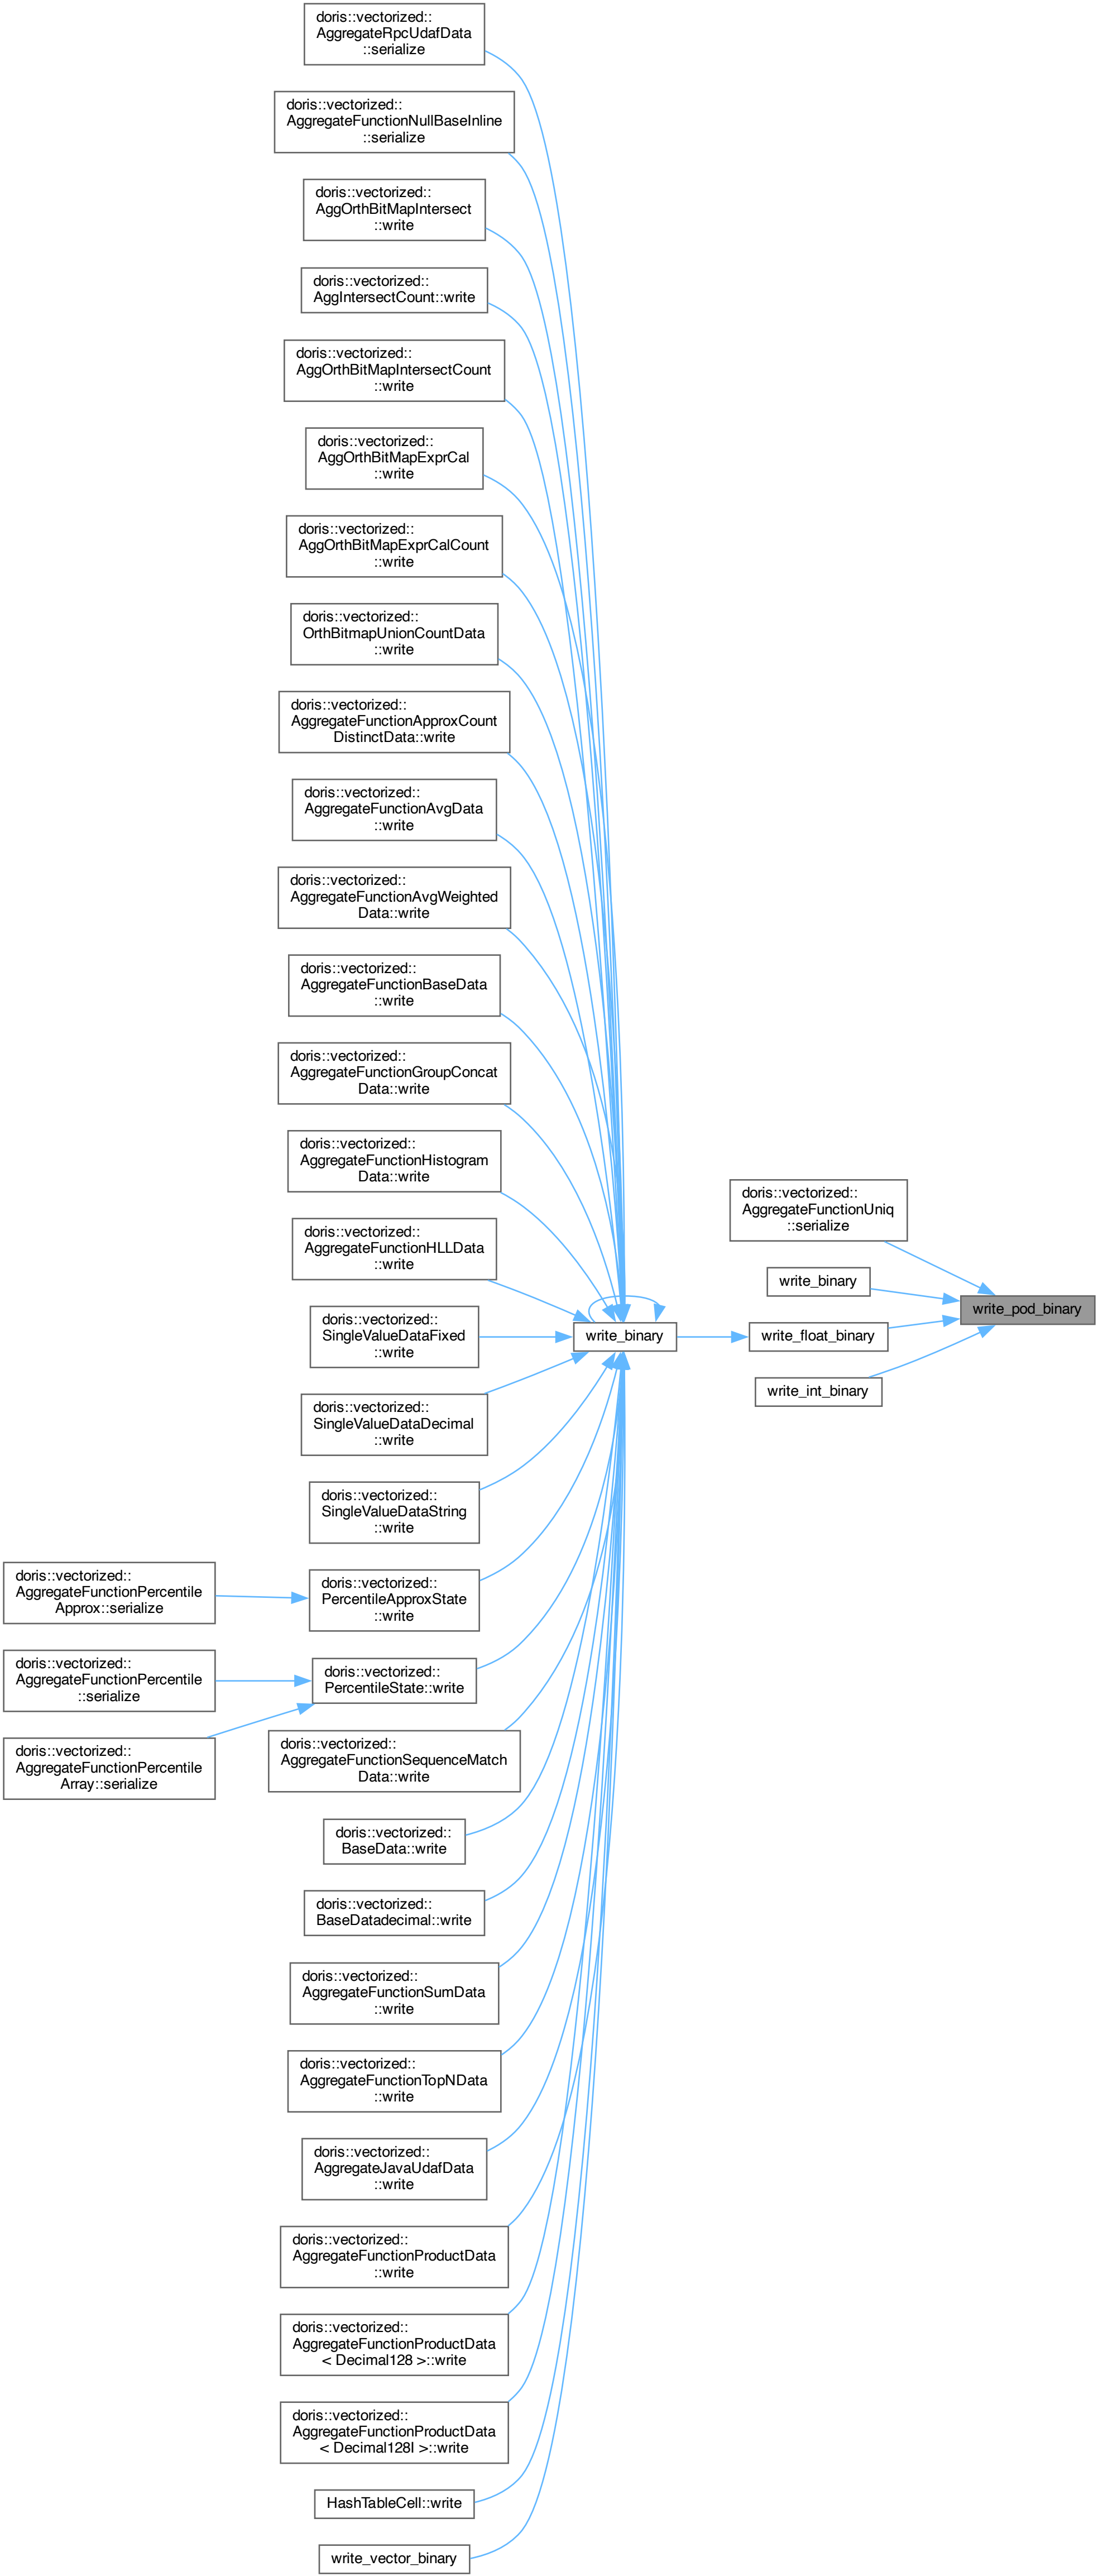 doris::vectorized::
AggregateRpcUdafData
::serialize
doris::vectorized::
AggregateFunctionNullBaseInline
::serialize
doris::vectorized::
AggOrthBitMapIntersect
::write
doris::vectorized::
AggIntersectCount::write
doris::vectorized::
AggOrthBitMapIntersectCount
::write
doris::vectorized::
AggOrthBitMapExprCal
::write
doris::vectorized::
AggOrthBitMapExprCalCount
::write
doris::vectorized::
OrthBitmapUnionCountData
::write
doris::vectorized::
AggregateFunctionApproxCount
DistinctData::write
doris::vectorized::
AggregateFunctionAvgData
::write
doris::vectorized::
AggregateFunctionAvgWeighted
Data::write
doris::vectorized::
AggregateFunctionBaseData
::write
doris::vectorized::
AggregateFunctionGroupConcat
Data::write
doris::vectorized::
AggregateFunctionHistogram
Data::write
doris::vectorized::
AggregateFunctionHLLData
::write
doris::vectorized::
SingleValueDataFixed
::write
doris::vectorized::
SingleValueDataDecimal
::write
doris::vectorized::
SingleValueDataString
::write
doris::vectorized::
AggregateFunctionPercentile
Approx::serialize
doris::vectorized::
PercentileApproxState
::write
doris::vectorized::
AggregateFunctionPercentile
::serialize
doris::vectorized::
PercentileState::write
doris::vectorized::
AggregateFunctionPercentile
Array::serialize
doris::vectorized::
AggregateFunctionSequenceMatch
Data::write
doris::vectorized::
BaseData::write
doris::vectorized::
BaseDatadecimal::write
doris::vectorized::
AggregateFunctionSumData
::write
doris::vectorized::
AggregateFunctionTopNData
::write
doris::vectorized::
AggregateJavaUdafData
::write
doris::vectorized::
AggregateFunctionProductData
::write
doris::vectorized::
AggregateFunctionProductData
< Decimal128 >::write
doris::vectorized::
AggregateFunctionProductData
< Decimal128I >::write
HashTableCell::write
write_vector_binary
write_binary
doris::vectorized::
AggregateFunctionUniq
::serialize
write_binary
write_float_binary
write_int_binary
write_pod_binary